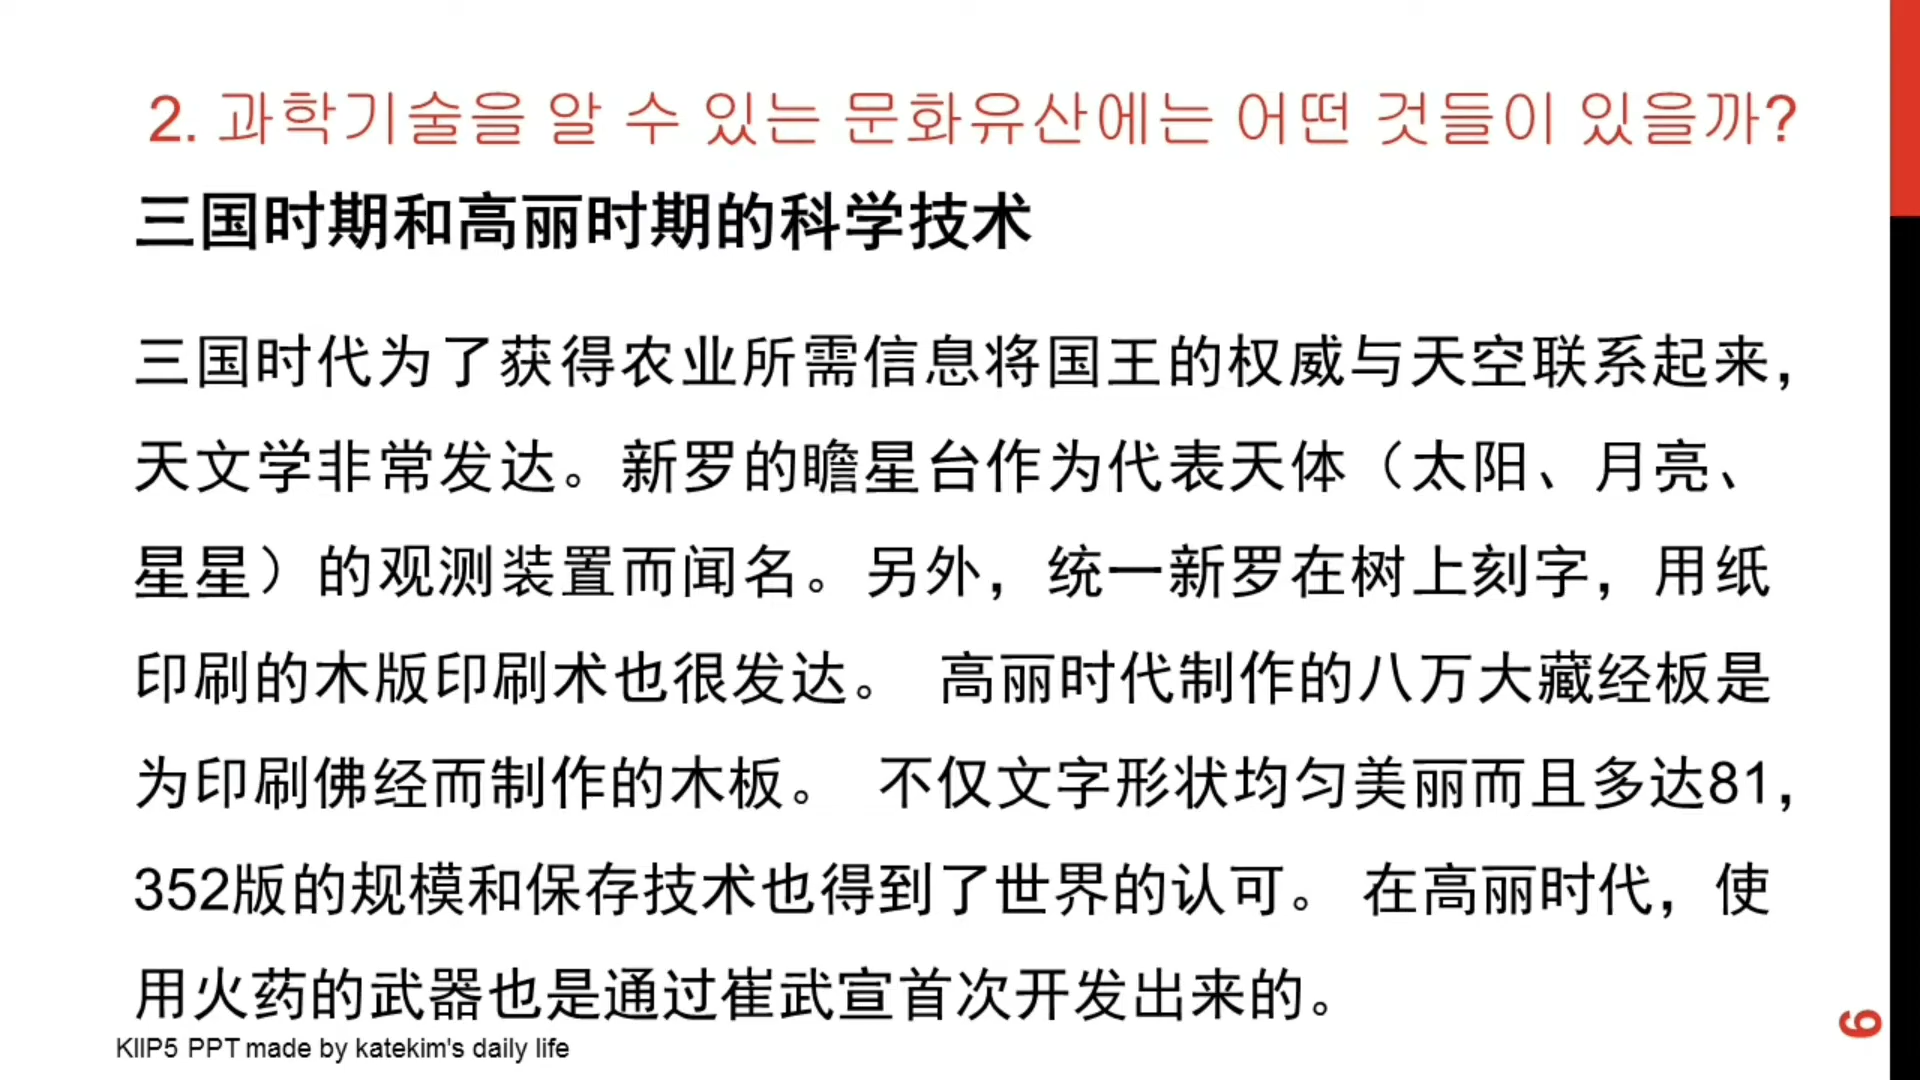 2. 과학기술을 알 수 있는 문화유산에는 어떤 것들이 있을까?
三国时期和高丽时期的科学技术
三国时代为了获得农业所需信息将国王的权威与天空联系起来，
天文学非常发达。新罗的瞻星台作为代表天体（太阳、月亮、
星星）的观测装置而闻名。另外，统一新罗在树上刻字，用纸
印刷的木版印刷术也很发达。 高丽时代制作的八万大藏经板是
为印刷佛经而制作的木板。 不仅文字形状均匀美丽而且多达81，
352版的规模和保存技术也得到了世界的认可。 在高丽时代，使
用火药的武器也是通过崔武宣首次开发出来的。
KIIP5 PPT made by katekim's daily life
6